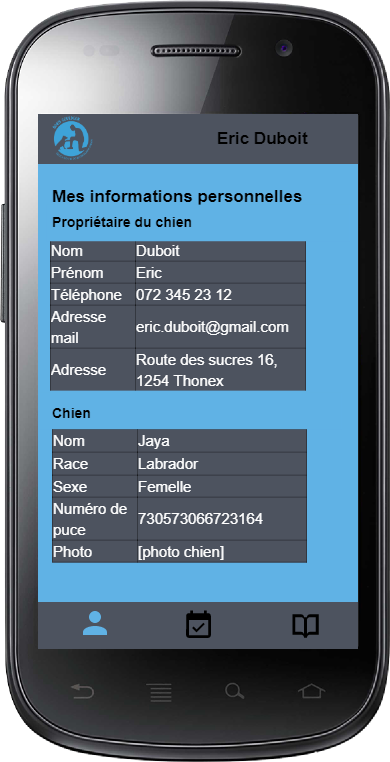 Eric Duboit
Mes informations personnelles
Propriétaire du chien
Nom Duboit
Prénom Eric
Téléphone 072 345 23 12
Adresse
mail
eric.duboit@gmail.com
Adresse
Route des sucres 16,
1254 Thonex
Chien
Nom Jaya
Race Labrador
Sexe Femelle
Numéro de
puce
730573066723164
Photo [photo chien]